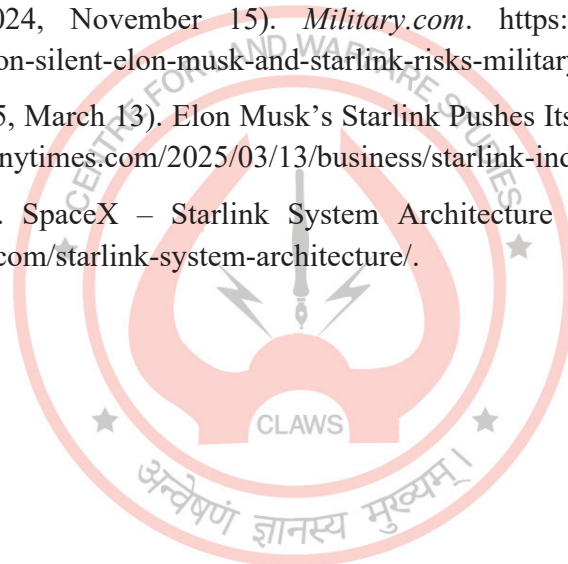 024, November 15). Military.com. https:
on-silent-elon-musk-and-starlink-risks-military
5, March 13). Elon Musk’s Starlink Pushes Its
nytimes.com/2025/03/13/business/starlink-ind
. SpaceX – Starlink System Architecture
com/starlink-system-architecture/.
CENTRE FOR LAND WARFARE STUDIES
CLAWS
अन्वेषणं ज्ञानस्य मुख्यम्।